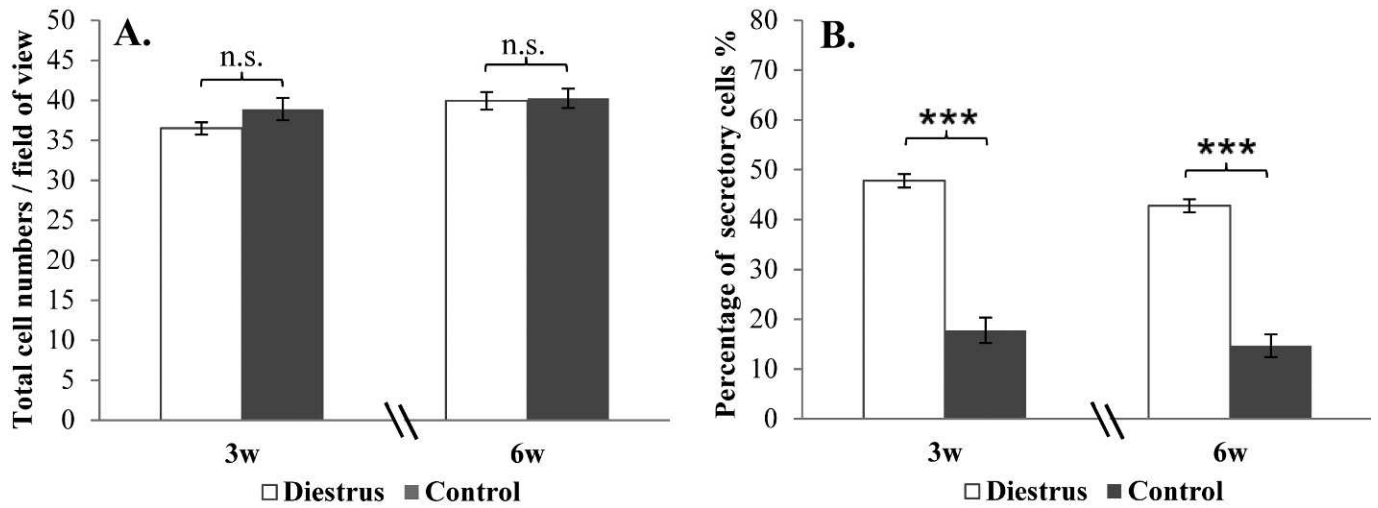 A.
Total cell numbers / field of view
50
45
40
35
30
25
20
15
10
5
0
n.s.
n.s.
3w
6w
Diestrus Control
B.
Percentage of secretory cells %
80
70
60
50
40
30
20
10
0
***
***
3w
6w
Diestrus Control